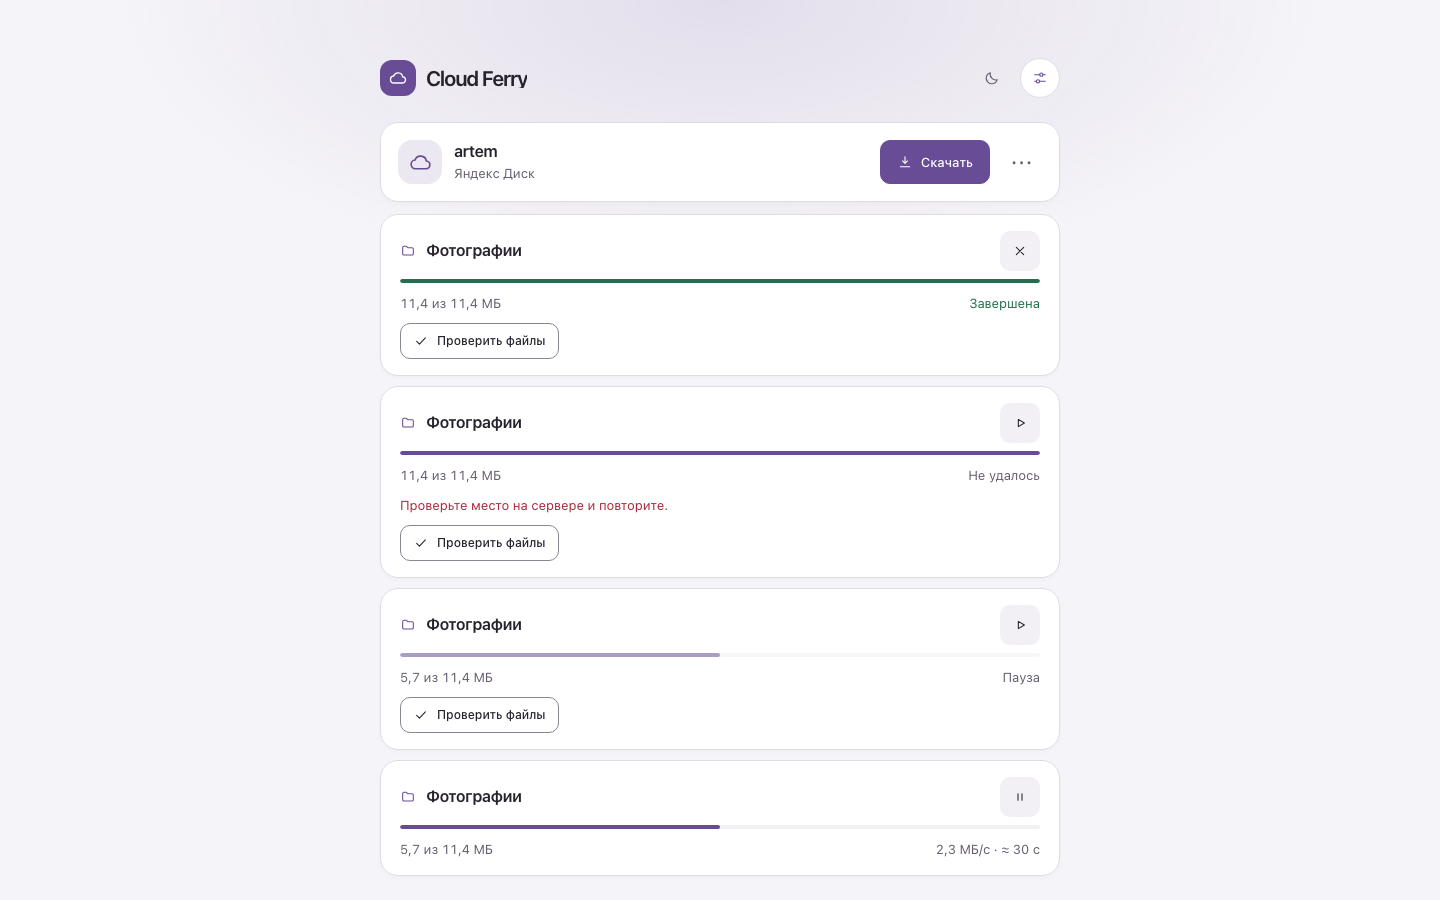 Cloud Ferry
artem
Яндекс Диск
Скачать
Фотографии
11,4 из 11,4 МБ
Завершена
Проверить файлы
Фотографии
11,4 из 11,4 МБ
Не удалось
Проверьте место на сервере и повторите.
Проверить файлы
Фотографии
5,7 из 11,4 МБ
Пауза
Проверить файлы
Фотографии
5,7 из 11,4 МБ
2,3 МБ/с · ≈ 30 с